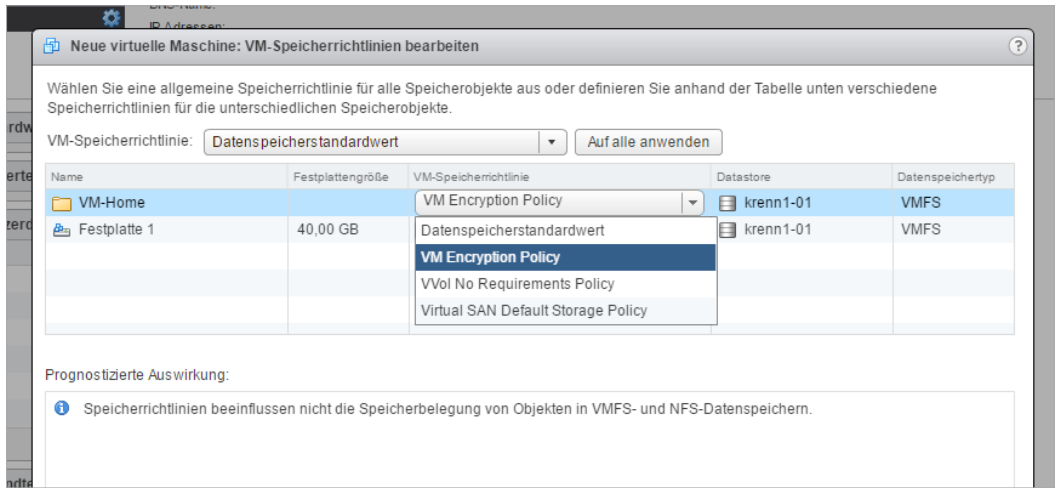 DNS-Name:
IP Adressen:
Neue virtuelle Maschine: VM-Speicherrichtlinien bearbeiten
?
Wählen Sie eine allgemeine Speicherrichtlinie für alle Speicherobjekte aus oder definieren Sie anhand der Tabelle unten verschiedene
Speicherrichtlinien für die unterschiedlichen Speicherobjekte.
VM-Speicherrichtlinie: Datenspeicherstandardwert Auf alle anwenden
Name Festplattengröße VM-Speicherrichtlinie Datastore Datenspeichertyp
VM-Home VM Encryption Policy krenn1-01 VMFS
Festplatte 1 40,00 GB Datenspeicherstandardwert krenn1-01 VMFS
VM Encryption Policy
VVol No Requirements Policy
Virtual SAN Default Storage Policy
Prognostizierte Auswirkung:
Speicherrichtlinien beeinflussen nicht die Speicherbelegung von Objekten in VMFS- und NFS-Datenspeichern.